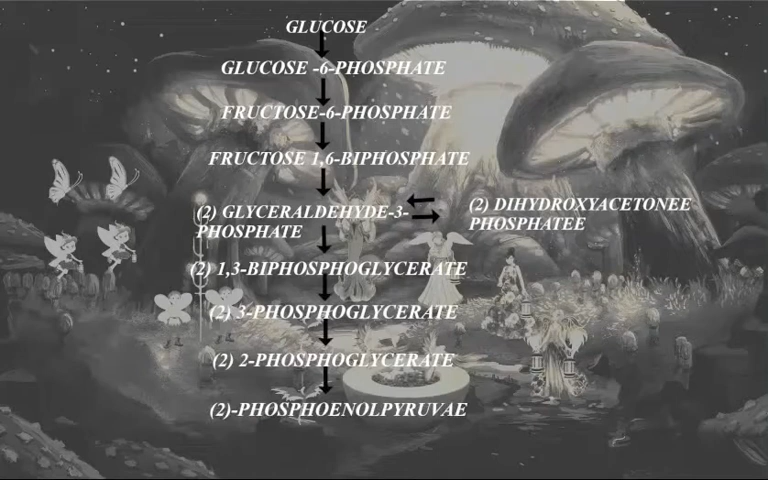 GLUCOSE
GLUCOSE -6-PHOSPHATE
FRUCTOSE-6-PHOSPHATE
FRUCTOSE 1,6-BIPHOSPHATE
(2) GLYCERALDEHYDE-3-
PHOSPHATE
(2) DIHYDROXYACETONEE
PHOSPHATEE
(2) 1,3-BIPHOSPHOGLYCERATE
(2) 3-PHOSPHOGLYCERATE
(2) 2-PHOSPHOGLYCERATE
(2)-PHOSPHOENOLPYRUVAE